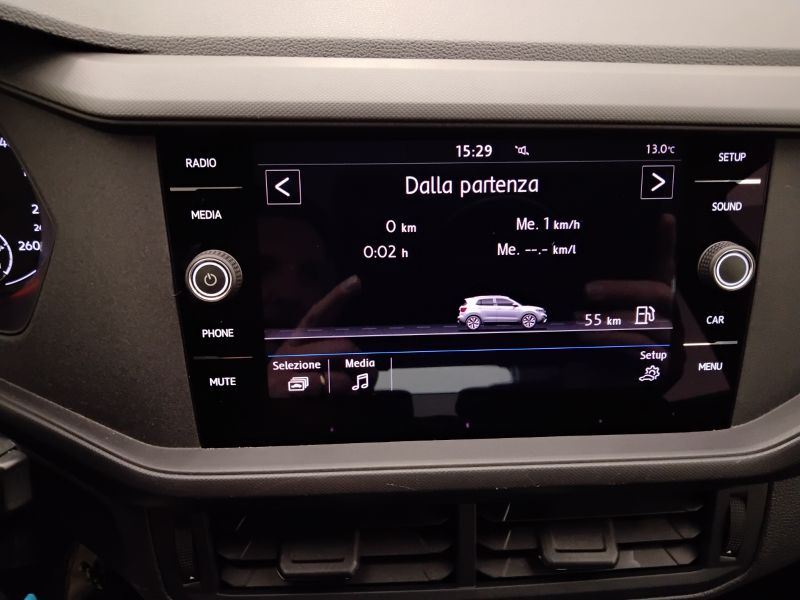 15:29 13.0°C
RADIO
MEDIA
PHONE
MUTE
Dalla partenza
0 km Me. 1 km/h
0:02 h Me. --.- km/l
55 km
Selezione Media Setup
SETUP
SOUND
CAR
MENU
260